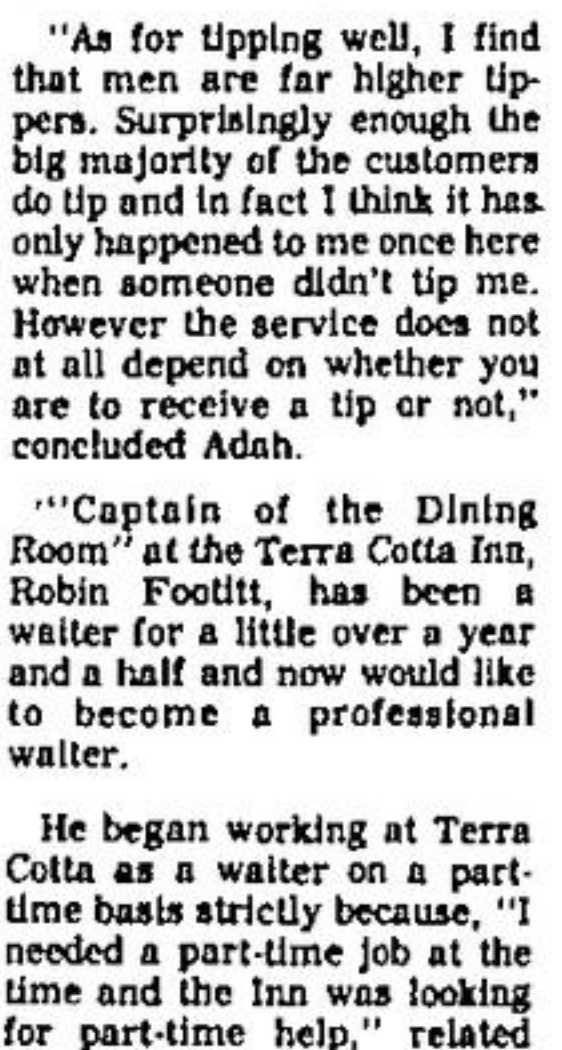 "As for tipping well, I find
that men are far higher tip-
pers. Surprisingly enough the
big majority of the customers
do tip and in fact I think it has
only happened to me once here
when someone didn't tip me.
However the service does not
at all depend on whether you
are to receive a tip or not,"
concluded Adah.
"Captain of the Dining
Room" at the Terra Cotta Inn,
Robin Footitt, has been a
waiter for a little over a year
and a half and now would like
to become a professional
waiter.
He began working at Terra
Cotta as a waiter on a part-
time basis strictly because, "I
needed a part-time job at the
time and the Inn was looking
for part-time help," related